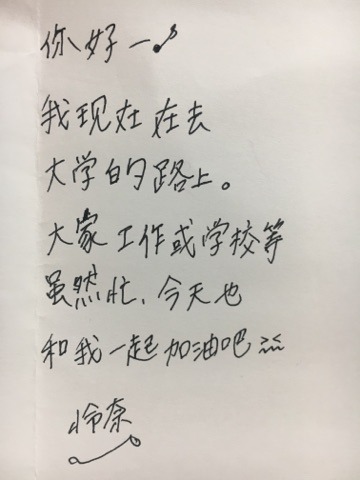 你好ー♪
我现在在去
大学的路上。
大家工作或学校等
虽然忙、今天也
和我一起加油吧
怜奈